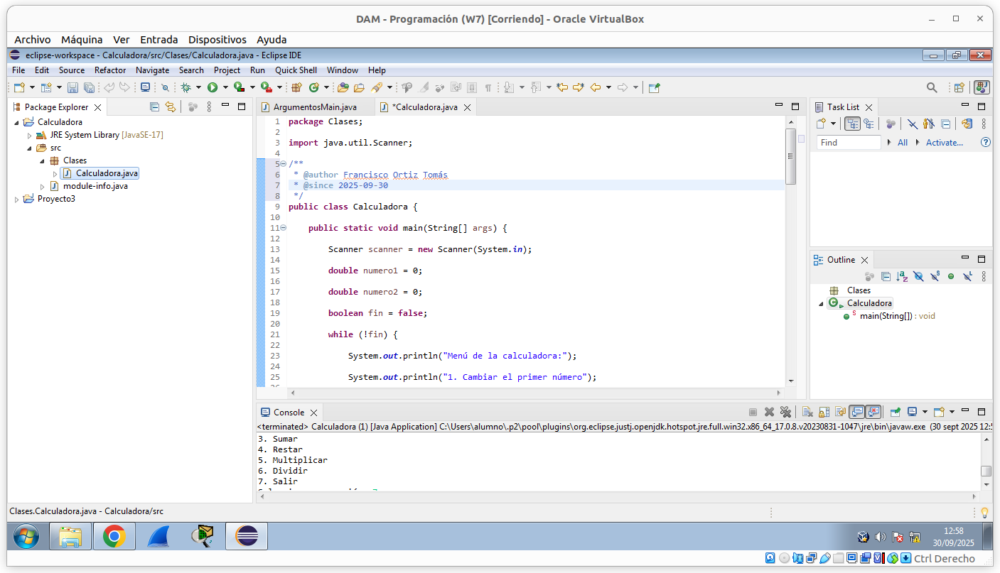 DAM - Programación (W7) [Corriendo] - Oracle VirtualBox
Archivo Máquina Ver Entrada Dispositivos Ayuda
eclipse-workspace - Calculadora/src/Clases/Calculadora.java - Eclipse IDE
File Edit Source Refactor Navigate Search Project Run Quick Shell Window Help
Package Explorer
Calculadora
JRE System Library [JavaSE-17]
src
Clases
Calculadora.java
module-info.java
Proyecto3
ArgumentosMain.java *Calculadora.java
1 package Clases;
2
3 import java.util.Scanner;
4
5 /**
6 * @author Francisco Ortiz Tomás
7 * @since 2025-09-30
8 */
9 public class Calculadora {
10
11 public static void main(String[] args) {
12
13 Scanner scanner = new Scanner(System.in);
14
15 double numero1 = 0;
16
17 double numero2 = 0;
18
19 boolean fin = false;
20
21 while (!fin) {
22
23 System.out.println("Menú de la calculadora:");
24
25 System.out.println("1. Cambiar el primer número");
Task List
Find All Activate...
Outline
Clases
Calculadora
main(String[]) : void
Console
<terminated> Calculadora (1) [Java Application] C:\Users\alumno\.p2\pool\plugins\org.eclipse.justj.openjdk.hotspot.jre.full.win32.x86_64_17.0.8.v20230831-1047\jre\bin\javaw.exe (30 sept 2025 12:5
3. Sumar
4. Restar
5. Multiplicar
6. Dividir
7. Salir
Clases.Calculadora.java - Calculadora/src
12:58
30/09/2025
Ctrl Derecho